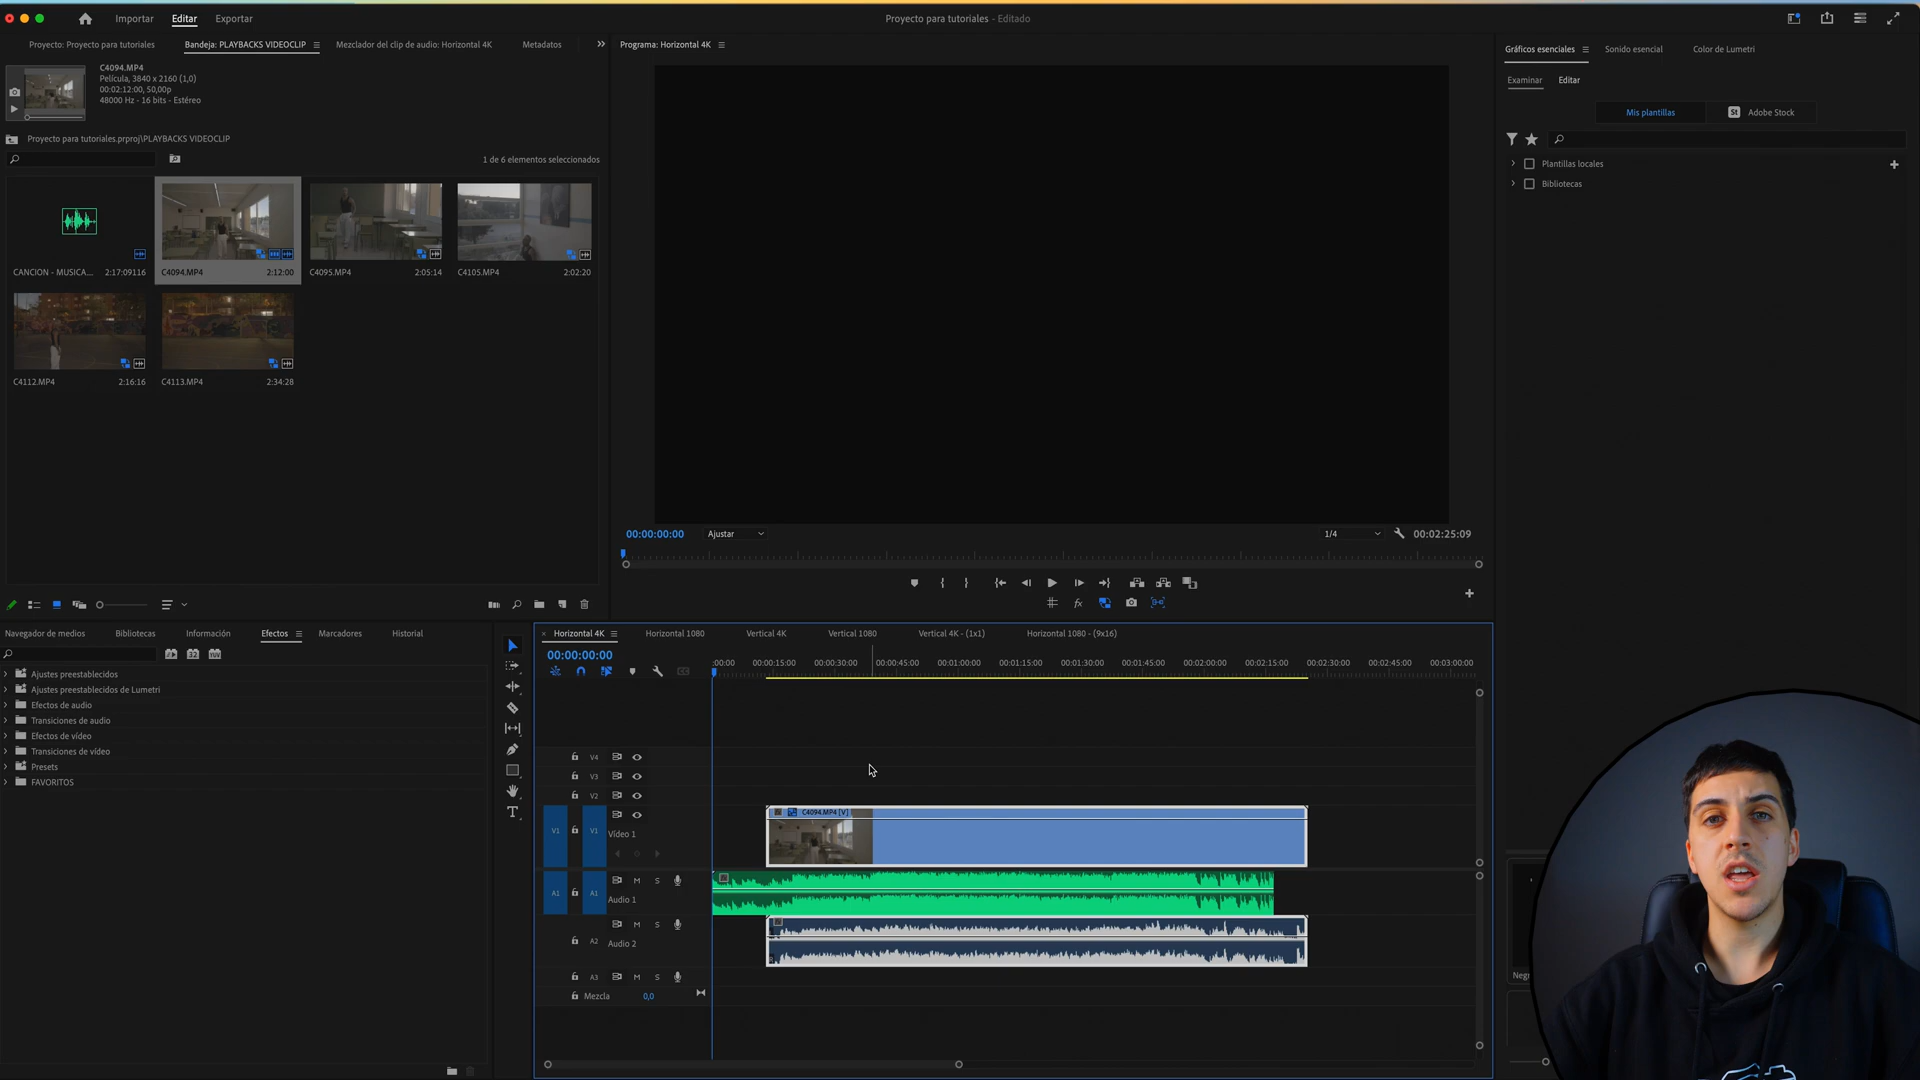 Importar
Editar
Exportar
Proyecto para tutoriales - Editado
Proyecto: Proyecto para tutoriales
Bandeja: PLAYBACKS VIDEOCLIP
Mezclador del clip de audio: Horizontal 4K
Metadatos
Programa: Horizontal 4K
Gráficos esenciales
Sonido esencial
Color de Lumetri
C4094.MP4
Película, 3840 x 2160 (1,0)
00:02:12:00, 50,00p
48000 Hz - 16 bits - Estéreo
Examinar
Editar
Mis plantillas
St Adobe Stock
Proyecto para tutoriales.prproj\PLAYBACKS VIDEOCLIP
1 de 6 elementos seleccionados
Plantillas locales
Bibliotecas
CANCION - MUSICA... 2:17:09116
C4094.MP4 2:12:00
C4095.MP4 2:05:14
C4105.MP4 2:02:20
C4112.MP4 2:16:16
C4113.MP4 2:34:28
00:00:00:00
Ajustar
1/4
00:02:25:09
fx
Navegador de medios
Bibliotecas
Información
Efectos
Marcadores
Historial
32
YUV
Ajustes preestablecidos
Ajustes preestablecidos de Lumetri
Efectos de audio
Transiciones de audio
Efectos de vídeo
Transiciones de vídeo
Presets
FAVORITOS
Horizontal 4K
Horizontal 1080
Vertical 4K
Vertical 1080
Vertical 4K - (1x1)
Horizontal 1080 - (9x16)
00:00:00:00
:00:00 00:00:15:00 00:00:30:00 00:00:45:00 00:01:00:00 00:01:15:00 00:01:30:00 00:01:45:00 00:02:00:00 00:02:15:00 00:02:30:00 00:02:45:00 00:03:00:00
V4
V3
V2
V1 V1
Vídeo 1
C4094.MP4 [V]
A1 A1 M S
Audio 1
A2 M S
Audio 2
A3 M S
Mezcla 0,0
Negr